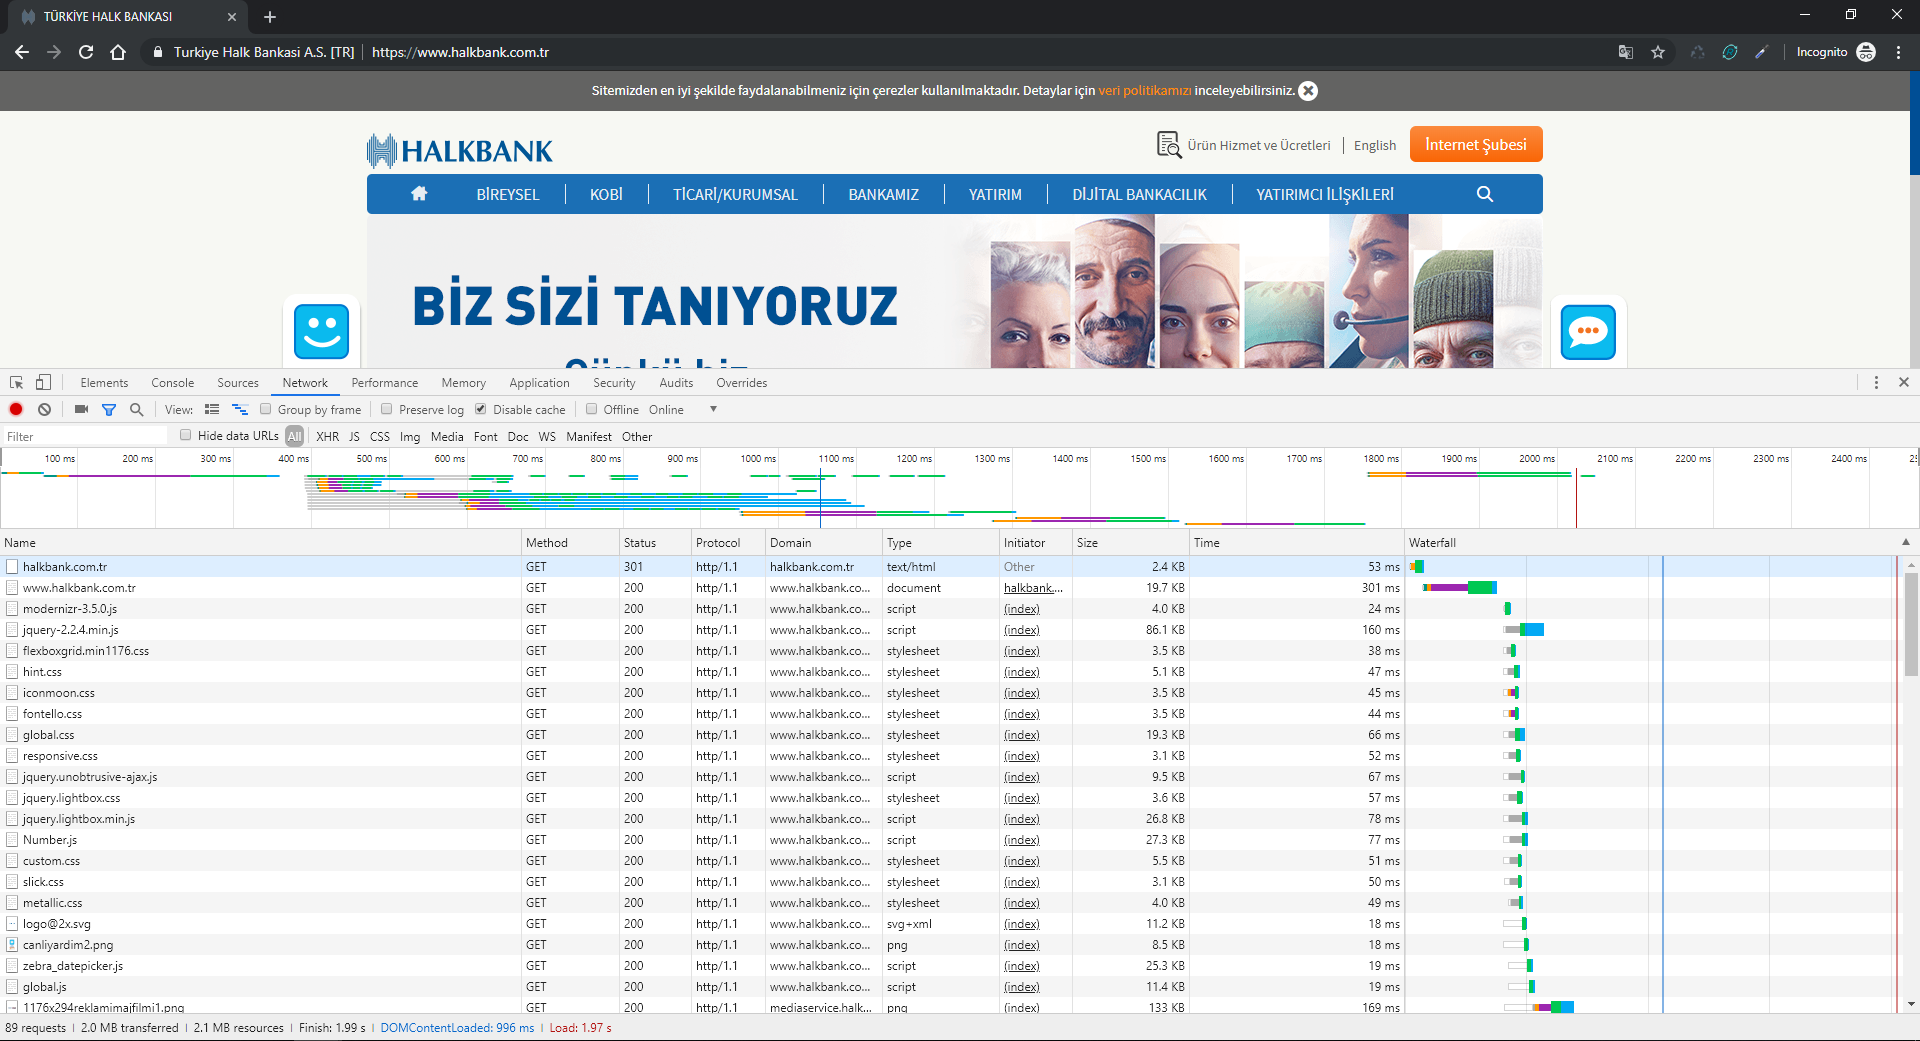 TÜRKİYE HALK BANKASI
Turkiye Halk Bankasi A.S. [TR] https://www.halkbank.com.tr Incognito
Sitemizden en iyi şekilde faydalanabilmeniz için çerezler kullanılmaktadır. Detaylar için veri politikamızı inceleyebilirsiniz.
HALKBANK Ürün Hizmet ve Ücretleri English İnternet Şubesi
BİREYSEL KOBİ TİCARİ/KURUMSAL BANKAMIZ YATIRIM DİJİTAL BANKACILIK YATIRIMCI İLİŞKİLERİ
BİZ SİZİ TANIYORUZ
Çünkü biz
Elements Console Sources Network Performance Memory Application Security Audits Overrides
View: Group by frame Preserve log Disable cache Offline Online
Filter Hide data URLs All XHR JS CSS Img Media Font Doc WS Manifest Other
100 ms 200 ms 300 ms 400 ms 500 ms 600 ms 700 ms 800 ms 900 ms 1000 ms 1100 ms 1200 ms 1300 ms 1400 ms 1500 ms 1600 ms 1700 ms 1800 ms 1900 ms 2000 ms 2100 ms 2200 ms 2300 ms 2400 ms
Name Method Status Protocol Domain Type Initiator Size Time Waterfall
halkbank.com.tr GET 301 http/1.1 halkbank.com.tr text/html Other 2.4 KB 53 ms
www.halkbank.com.tr GET 200 http/1.1 www.halkbank.co... document halkbank.... 19.7 KB 301 ms
modernizr-3.5.0.js GET 200 http/1.1 www.halkbank.co... script (index) 4.0 KB 24 ms
jquery-2.2.4.min.js GET 200 http/1.1 www.halkbank.co... script (index) 86.1 KB 160 ms
flexboxgrid.min1176.css GET 200 http/1.1 www.halkbank.co... stylesheet (index) 3.5 KB 38 ms
hint.css GET 200 http/1.1 www.halkbank.co... stylesheet (index) 5.1 KB 47 ms
iconmoon.css GET 200 http/1.1 www.halkbank.co... stylesheet (index) 3.5 KB 45 ms
fontello.css GET 200 http/1.1 www.halkbank.co... stylesheet (index) 3.5 KB 44 ms
global.css GET 200 http/1.1 www.halkbank.co... stylesheet (index) 19.3 KB 66 ms
responsive.css GET 200 http/1.1 www.halkbank.co... stylesheet (index) 3.1 KB 52 ms
jquery.unobtrusive-ajax.js GET 200 http/1.1 www.halkbank.co... script (index) 9.5 KB 67 ms
jquery.lightbox.css GET 200 http/1.1 www.halkbank.co... stylesheet (index) 3.6 KB 57 ms
jquery.lightbox.min.js GET 200 http/1.1 www.halkbank.co... script (index) 26.8 KB 78 ms
Number.js GET 200 http/1.1 www.halkbank.co... script (index) 27.3 KB 77 ms
custom.css GET 200 http/1.1 www.halkbank.co... stylesheet (index) 5.5 KB 51 ms
slick.css GET 200 http/1.1 www.halkbank.co... stylesheet (index) 3.1 KB 50 ms
metallic.css GET 200 http/1.1 www.halkbank.co... stylesheet (index) 4.0 KB 49 ms
logo@2x.svg GET 200 http/1.1 www.halkbank.co... svg+xml (index) 11.2 KB 18 ms
canliyardim2.png GET 200 http/1.1 www.halkbank.co... png (index) 8.5 KB 18 ms
zebra_datepicker.js GET 200 http/1.1 www.halkbank.co... script (index) 25.3 KB 19 ms
global.js GET 200 http/1.1 www.halkbank.co... script (index) 11.4 KB 19 ms
1176x294reklamimajfilmi1.png GET 200 http/1.1 mediaservice.halk... png (index) 133 KB 169 ms
89 requests 2.0 MB transferred 2.1 MB resources Finish: 1.99 s DOMContentLoaded: 996 ms Load: 1.97 s